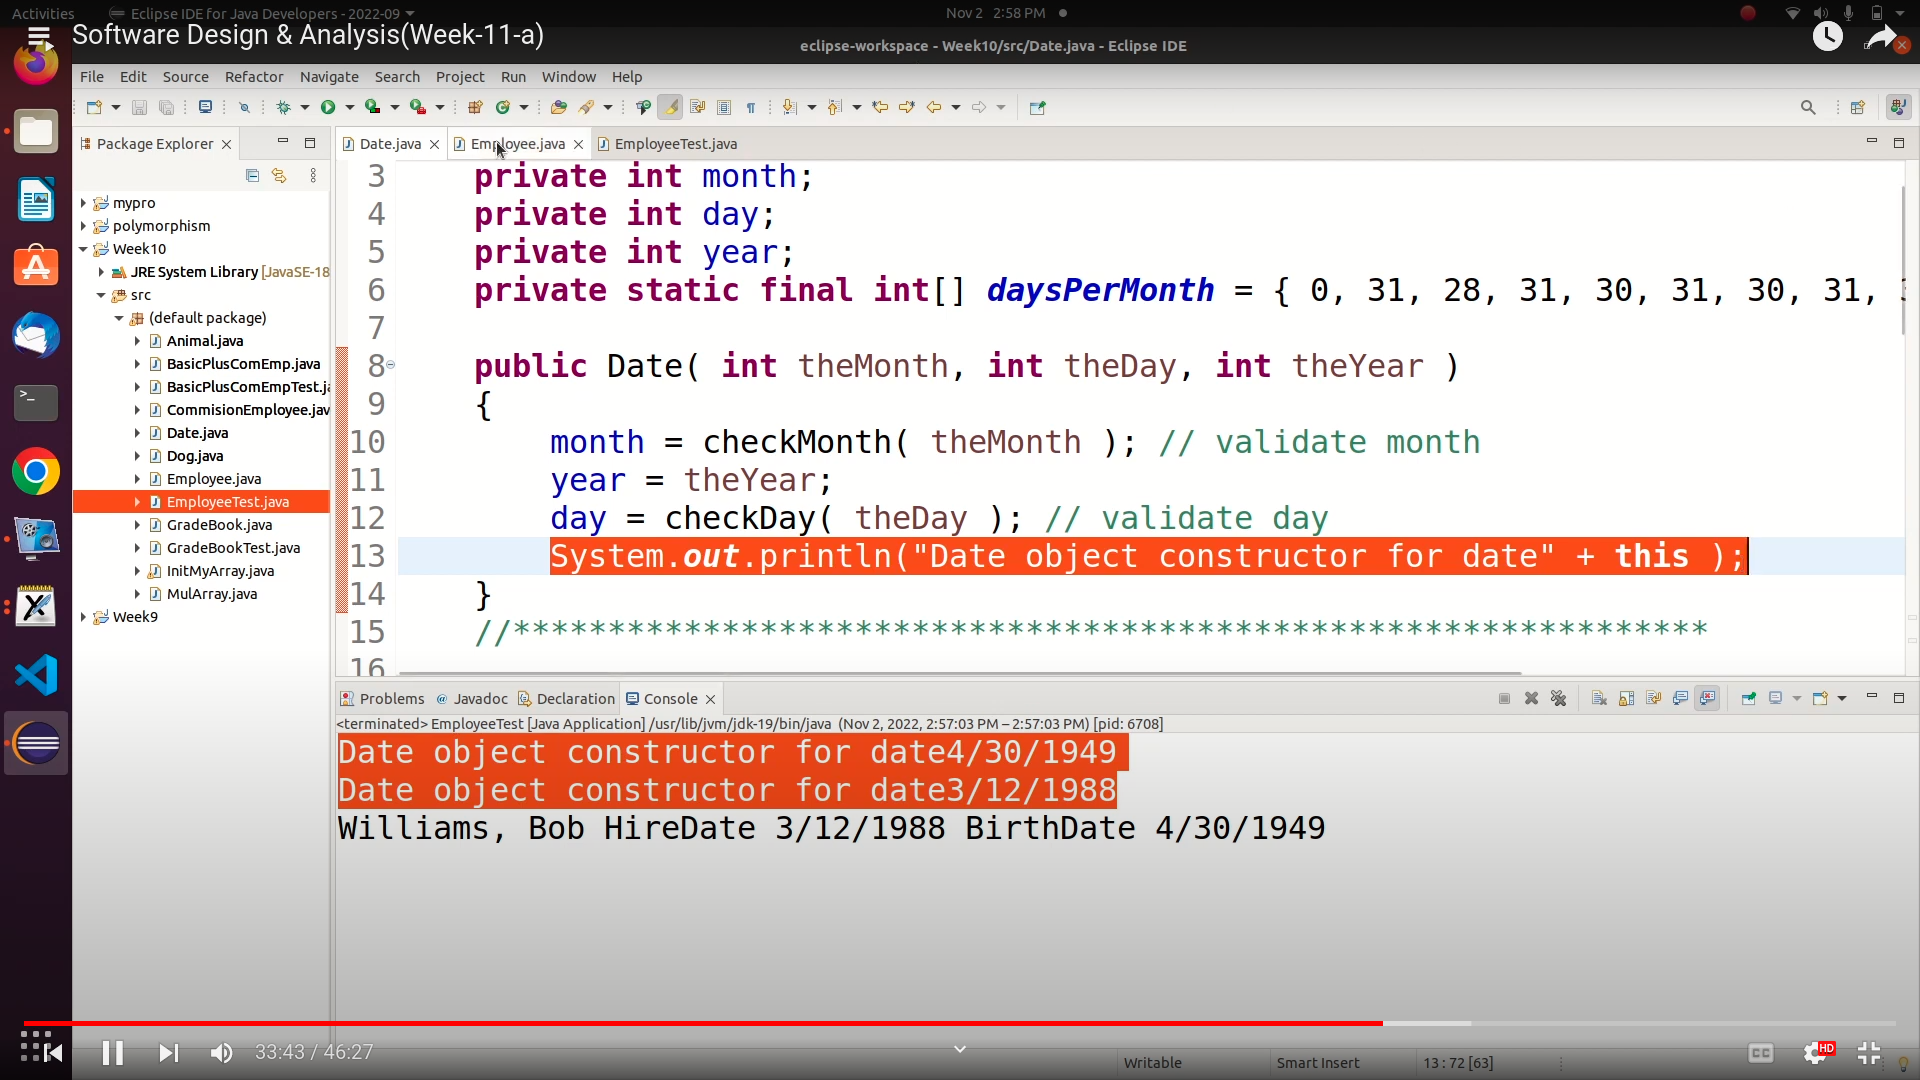 Activities
Eclipse IDE for Java Developers - 2022-09
Nov 2 2:58 PM
Software Design & Analysis(Week-11-a)
eclipse-workspace - Week10/src/Date.java - Eclipse IDE
File Edit Source Refactor Navigate Search Project Run Window Help
Package Explorer
mypro
polymorphism
Week10
JRE System Library [JavaSE-18
src
(default package)
Animal.java
BasicPlusComEmp.java
BasicPlusComEmpTest.ja
CommisionEmployee.jav
Date.java
Dog.java
Employee.java
EmployeeTest.java
GradeBook.java
GradeBookTest.java
InitMyArray.java
MulArray.java
Week9
Date.java Employee.java EmployeeTest.java
3 private int month;
4 private int day;
5 private int year;
6 private static final int[] daysPerMonth = { 0, 31, 28, 31, 30, 31, 30, 31,
7
8 public Date( int theMonth, int theDay, int theYear )
9 {
10 month = checkMonth( theMonth ); // validate month
11 year = theYear;
12 day = checkDay( theDay ); // validate day
13 System.out.println("Date object constructor for date" + this );
14 }
15 //***************************************************************
16
Problems Javadoc Declaration Console
<terminated> EmployeeTest [Java Application] /usr/lib/jvm/jdk-19/bin/java (Nov 2, 2022, 2:57:03 PM – 2:57:03 PM) [pid: 6708]
Date object constructor for date4/30/1949
Date object constructor for date3/12/1988
Williams, Bob HireDate 3/12/1988 BirthDate 4/30/1949
33:43 / 46:27
CC
HD
Writable Smart Insert 13 : 72 [63]